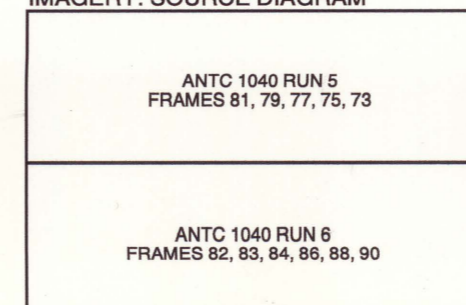 IMAGERY: SOURCE DIAGRAM
ANTC 1040 RUN 5
FRAMES 81, 79, 77, 75, 73
ANTC 1040 RUN 6
FRAMES 82, 83, 84, 86, 88, 90